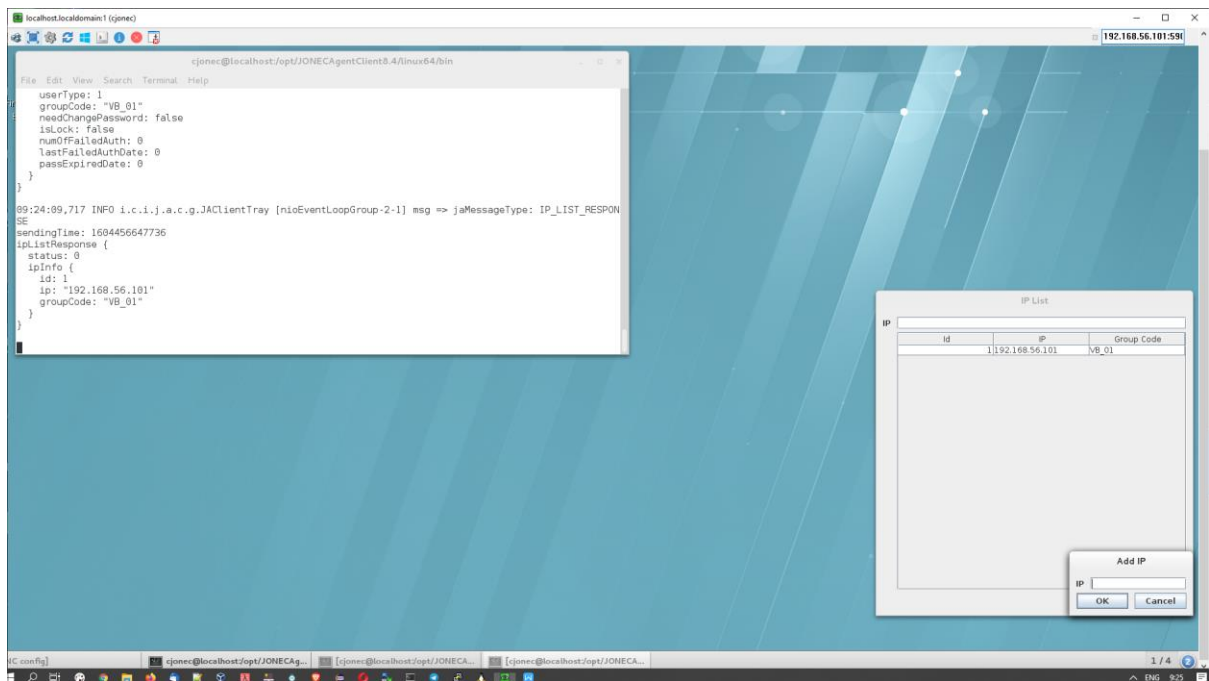 localhost.localdomain:1 (cjonec)
192.168.56.101:590
cjonec@localhost:/opt/JONECAgentClient8.4/linux64/bin
File Edit View Search Terminal Help
userType: 1
groupCode: "VB_01"
needChangePassword: false
isLock: false
numOfFailedAuth: 0
lastFailedAuthDate: 0
passExpiredDate: 0
}
}
09:24:09,717 INFO i.c.i.j.a.c.g.JAClientTray [nioEventLoopGroup-2-1] msg => jaMessageType: IP_LIST_RESPON
SE
sendingTime: 1604456647736
ipListResponse {
status: 0
ipInfo {
id: 1
ip: "192.168.56.101"
groupCode: "VB_01"
}
}
IP List
IP
Id IP Group Code
1 192.168.56.101 VB_01
Add IP
IP
OK Cancel
NC config]
cjonec@localhost:/opt/JONECAg...
[cjonec@localhost:/opt/JONECA...
[cjonec@localhost:/opt/JONECA...
1 / 4
2
ENG 9:25